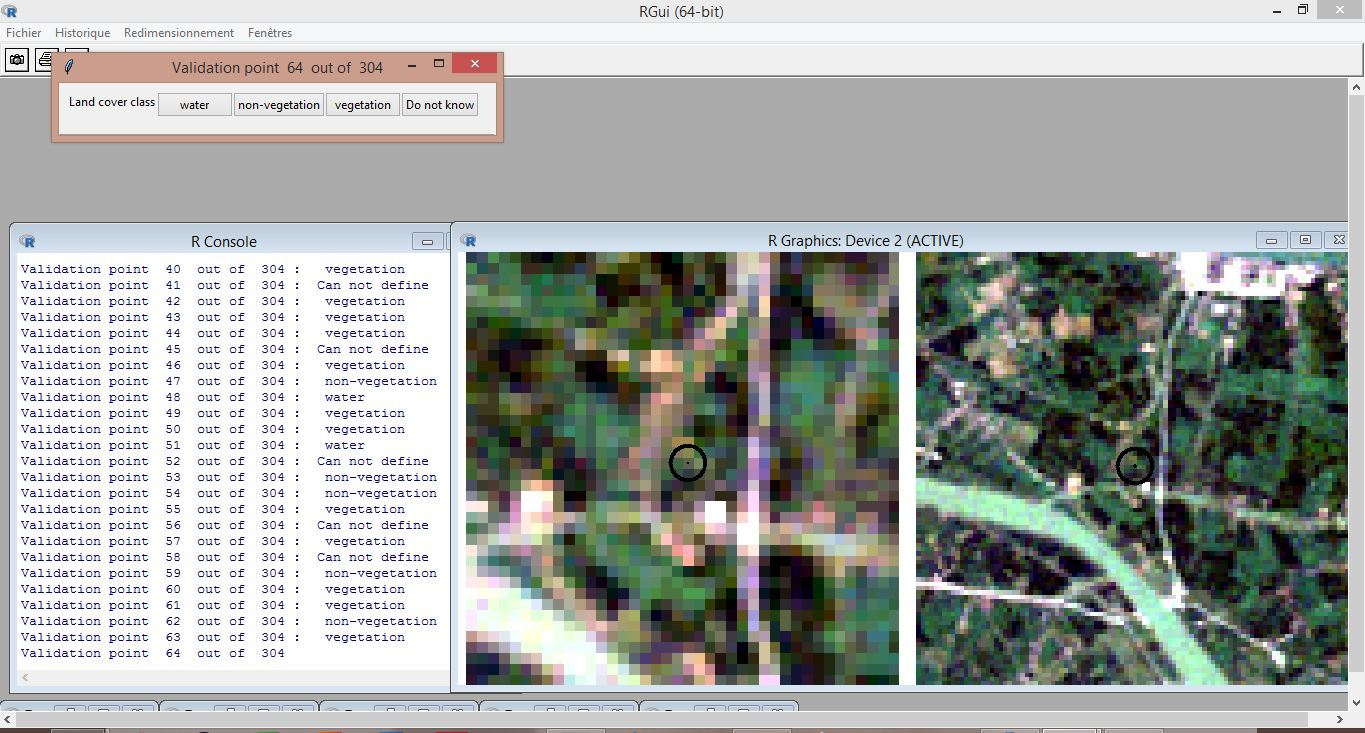 RGui (64-bit)
Fichier Historique Redimensionnement Fenêtres
Validation point 64 out of 304
Land cover class water non-vegetation vegetation Do not know
R Console
Validation point 40 out of 304 : vegetation
Validation point 41 out of 304 : Can not define
Validation point 42 out of 304 : vegetation
Validation point 43 out of 304 : vegetation
Validation point 44 out of 304 : vegetation
Validation point 45 out of 304 : Can not define
Validation point 46 out of 304 : vegetation
Validation point 47 out of 304 : non-vegetation
Validation point 48 out of 304 : water
Validation point 49 out of 304 : vegetation
Validation point 50 out of 304 : vegetation
Validation point 51 out of 304 : water
Validation point 52 out of 304 : Can not define
Validation point 53 out of 304 : non-vegetation
Validation point 54 out of 304 : non-vegetation
Validation point 55 out of 304 : vegetation
Validation point 56 out of 304 : Can not define
Validation point 57 out of 304 : vegetation
Validation point 58 out of 304 : Can not define
Validation point 59 out of 304 : non-vegetation
Validation point 60 out of 304 : vegetation
Validation point 61 out of 304 : vegetation
Validation point 62 out of 304 : non-vegetation
Validation point 63 out of 304 : vegetation
Validation point 64 out of 304
R Graphics: Device 2 (ACTIVE)